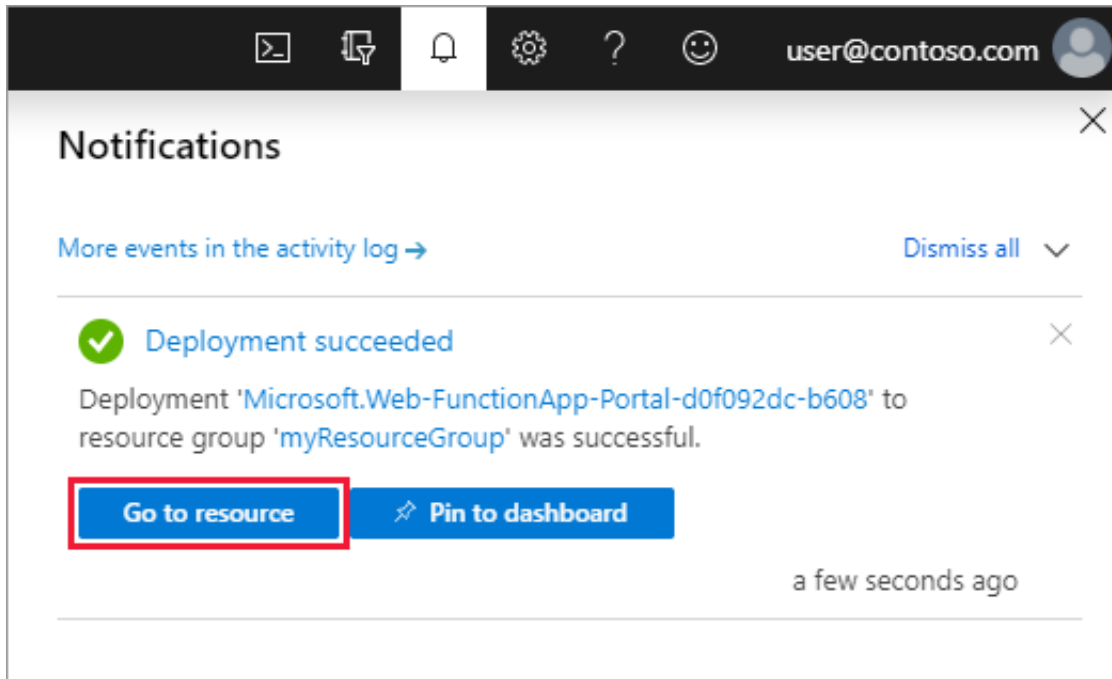 user@contoso.com
Notifications
More events in the activity log →
Dismiss all
Deployment succeeded
Deployment 'Microsoft.Web-FunctionApp-Portal-d0f092dc-b608' to
resource group 'myResourceGroup' was successful.
Go to resource
Pin to dashboard
a few seconds ago